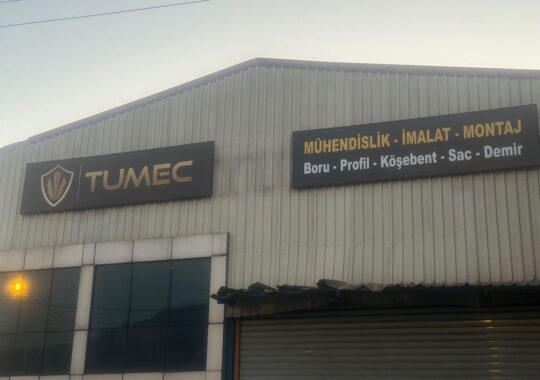 TUMEC
MÜHENDİSLİK - İMALAT - MONTAJ
Boru - Profil - Köşebent - Sac - Demir